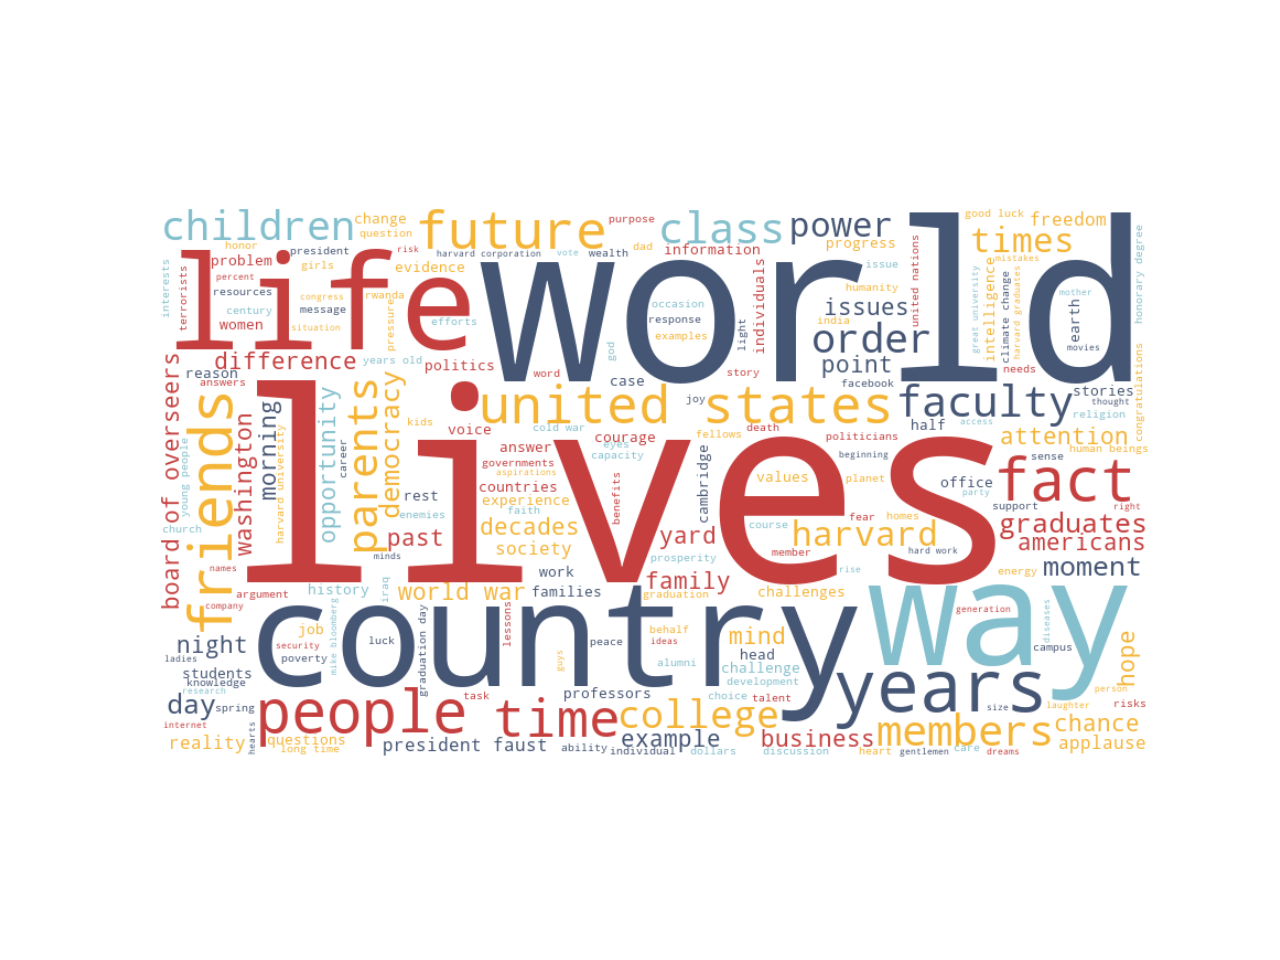 children
change
question
future
purpose
class
power
good luck
freedom
honor
president
risk
harvard corporation
vote
wealth
dad
information
progress
times
life
world
problem
girls
evidence
issue
mistakes
interests
terrorists
percent
resources
congress
rwanda
message
century
women
situation
pressure
efforts
occasion
response
examples
light
individuals
humanity
india
issues
order
united nations
great university
intelligence
climate change
harvard graduates
earth
mother
movies
honorary degree
difference
years old
politics
god
word
story
point
needs
reason
answers
case
joy
facebook
stories
thought
board of overseers
friends
washington
morning
harvard university
opportunity
career
parents
democracy
kids
united states
faculty
religion
congratulations
lives
voice
cold war
answer
eyes
courage
capacity
fellows
death
politicians
half
access
attention
human beings
beginning
sense
young people
governments
aspirations
countries
experience
faith
benefits
cambridge
values
planet
office
party
fact
support
right
rest
enemies
decades
society
past
minds
yard
course
fear
homes
harvard
member
hard work
graduates
americans
church
names
argument
company
history
iraq
world war
work
families
prosperity
family
graduation
rise
challenges
energy
moment
country
way
night
ladies
students
knowledge
research
job
security
poverty
mike bloomberg
luck
graduation day
lessons
peace
guys
behalf
ideas
alumni
mind
head
challenge
development
generation
diseases
campus
hope
day
spring
people
task
time
professors
college
choice
talent
years
size
laughter
person
risks
internet
reality
hearts
questions
long time
president faust
ability
individual
example
dollars
business
discussion
members
heart
gentlemen
care
dreams
chance
applause